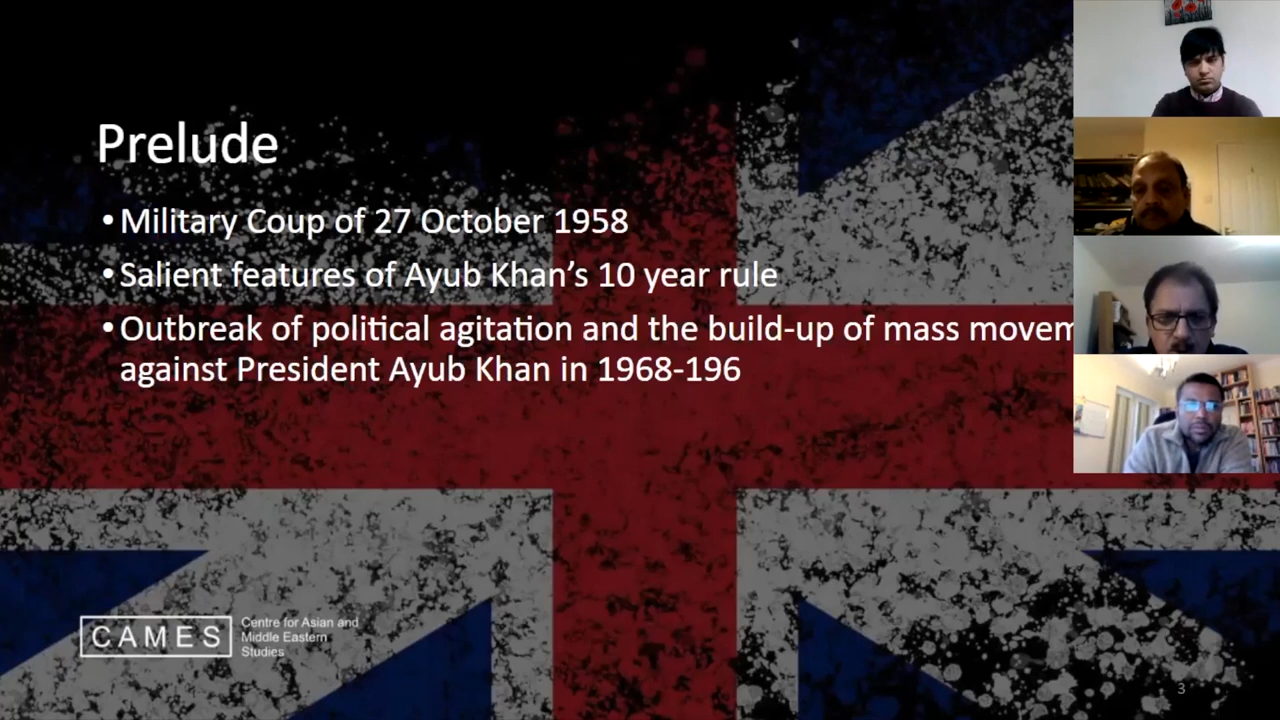 Prelude
• Military Coup of 27 October 1958
• Salient features of Ayub Khan’s 10 year rule
• Outbreak of political agitation and the build-up of mass movem
against President Ayub Khan in 1968-196
CAMES
Centre for Asian and
Middle Eastern
Studies
3